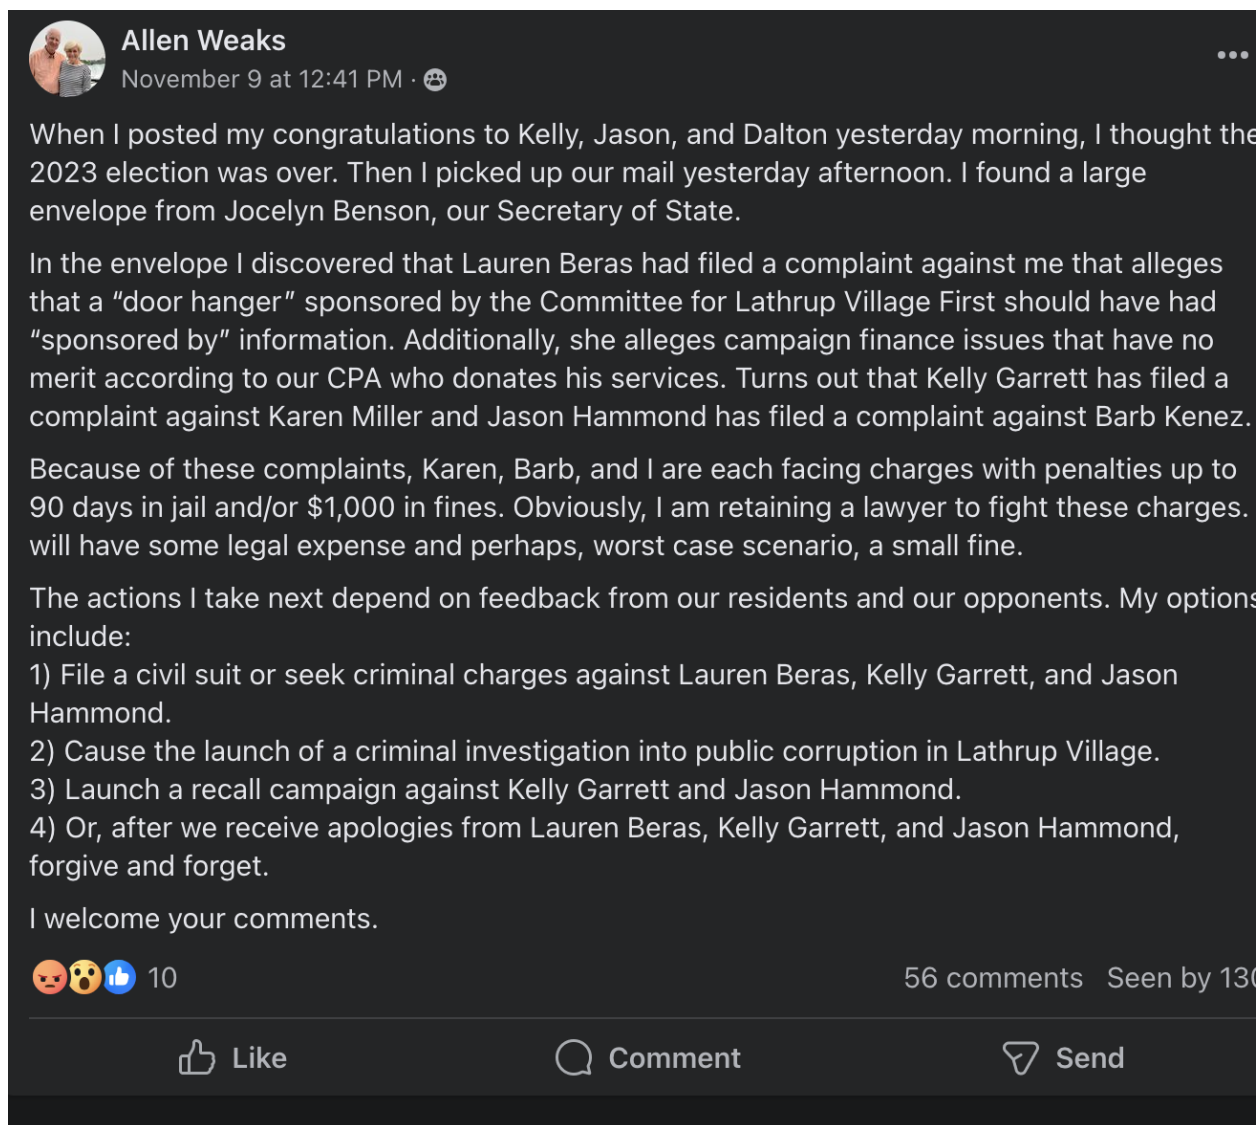 Allen Weaks
November 9 at 12:41 PM ·
When I posted my congratulations to Kelly, Jason, and Dalton yesterday morning, I thought the
2023 election was over. Then I picked up our mail yesterday afternoon. I found a large
envelope from Jocelyn Benson, our Secretary of State.
In the envelope I discovered that Lauren Beras had filed a complaint against me that alleges
that a “door hanger” sponsored by the Committee for Lathrup Village First should have had
“sponsored by” information. Additionally, she alleges campaign finance issues that have no
merit according to our CPA who donates his services. Turns out that Kelly Garrett has filed a
complaint against Karen Miller and Jason Hammond has filed a complaint against Barb Kenez.
Because of these complaints, Karen, Barb, and I are each facing charges with penalties up to
90 days in jail and/or $1,000 in fines. Obviously, I am retaining a lawyer to fight these charges.
will have some legal expense and perhaps, worst case scenario, a small fine.
The actions I take next depend on feedback from our residents and our opponents. My options
include:
1) File a civil suit or seek criminal charges against Lauren Beras, Kelly Garrett, and Jason
Hammond.
2) Cause the launch of a criminal investigation into public corruption in Lathrup Village.
3) Launch a recall campaign against Kelly Garrett and Jason Hammond.
4) Or, after we receive apologies from Lauren Beras, Kelly Garrett, and Jason Hammond,
forgive and forget.
I welcome your comments.
10 56 comments Seen by 130
Like Comment Send